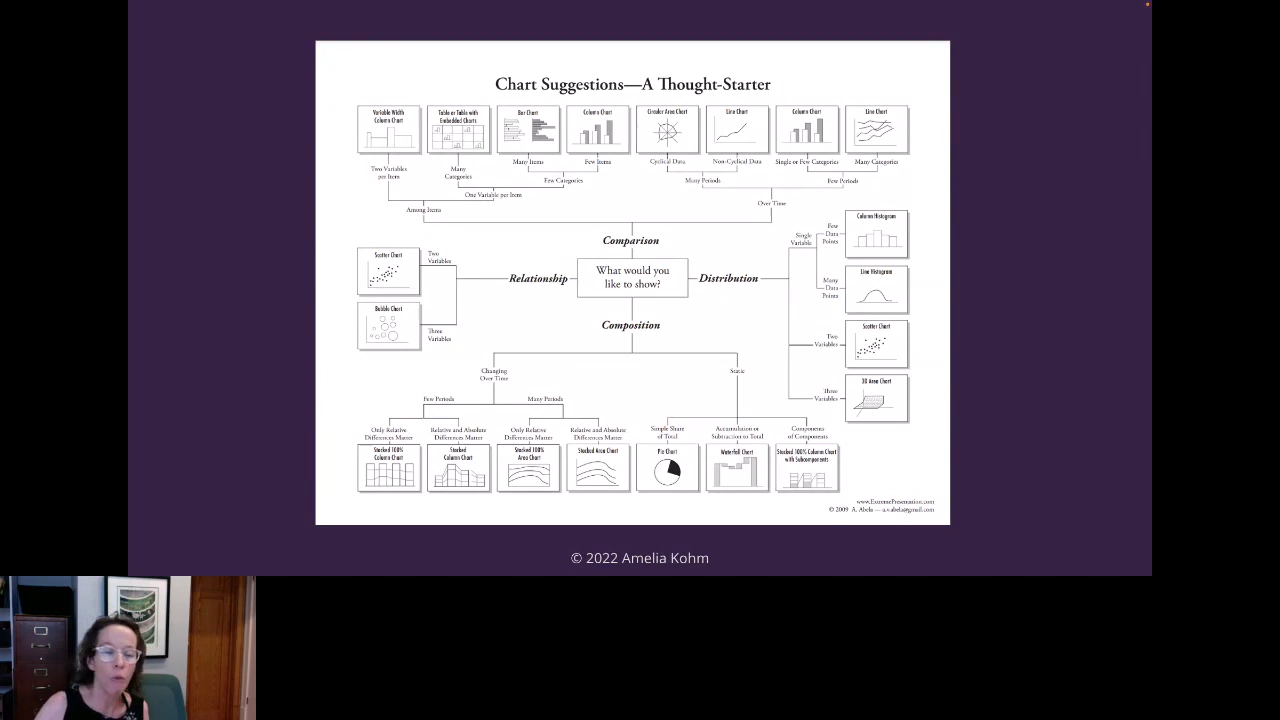 Chart Suggestions—A Thought-Starter
Variable Width
Column Chart
Table or Table with
Embedded Charts
Bar Chart
Column Chart
Circular Area Chart
Line Chart
Column Chart
Line Chart
Many Items
Few Items
Cyclical Data
Non-Cyclical Data
Single or Few Categories
Many Categories
Two Variables
per Item
Many
Categories
Few Categories
Many Periods
Few Periods
One Variable per Item
Among Items
Over Time
Comparison
What would you
like to show?
Relationship
Distribution
Composition
Scatter Chart
Two
Variables
Bubble Chart
Three
Variables
Single
Variable
Few
Data
Points
Column Histogram
Many
Data
Points
Line Histogram
Two
Variables
Scatter Chart
Three
Variables
3D Area Chart
Changing
Over Time
Static
Few Periods
Many Periods
Only Relative
Differences Matter
Relative and Absolute
Differences Matter
Only Relative
Differences Matter
Relative and Absolute
Differences Matter
Simple Share
of Total
Accumulation or
Subtraction to Total
Components
of Components
Stacked 100%
Column Chart
Stacked
Column Chart
Stacked 100%
Area Chart
Stacked Area Chart
Pie Chart
Waterfall Chart
Stacked 100% Column Chart
with Subcomponents
www.ExtremePresentation.com
© 2009 A. Abela — a.v.abela@gmail.com
© 2022 Amelia Kohm